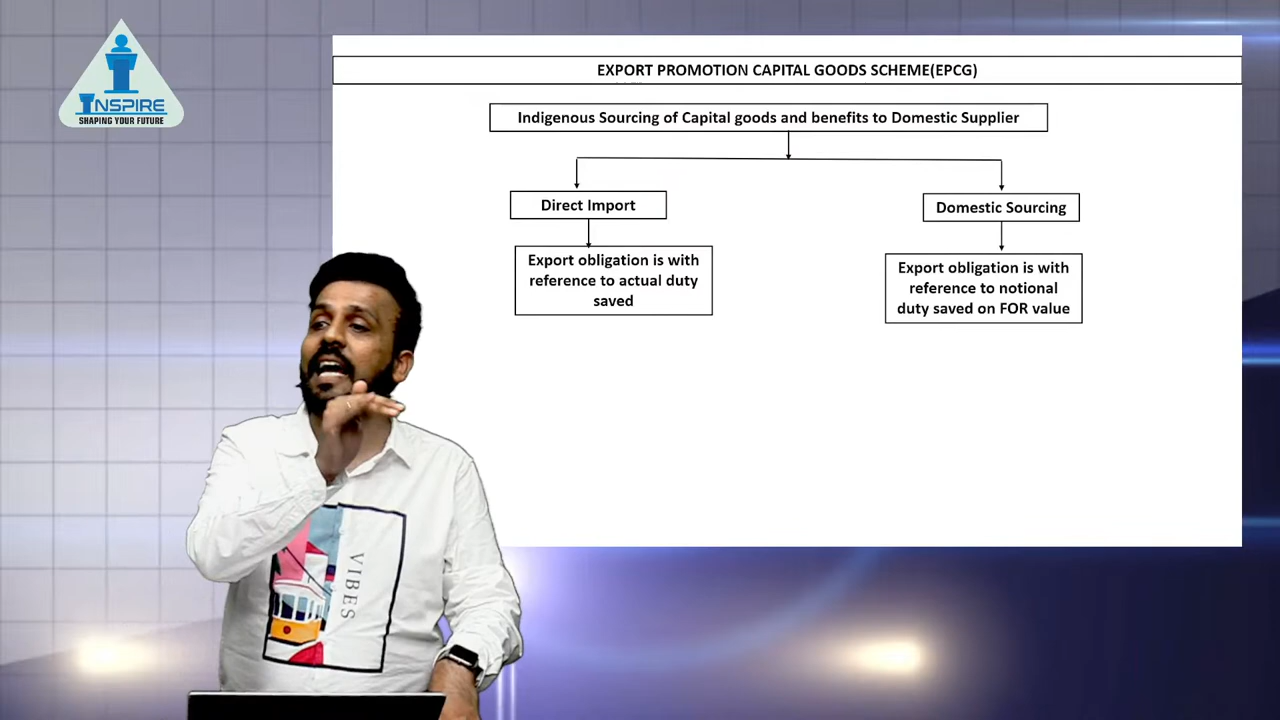 INSPIRE
SHAPING YOUR FUTURE
EXPORT PROMOTION CAPITAL GOODS SCHEME(EPCG)
Indigenous Sourcing of Capital goods and benefits to Domestic Supplier
Direct Import
Domestic Sourcing
Export obligation is with
reference to actual duty
saved
Export obligation is with
reference to notional
duty saved on FOR value
VIBES